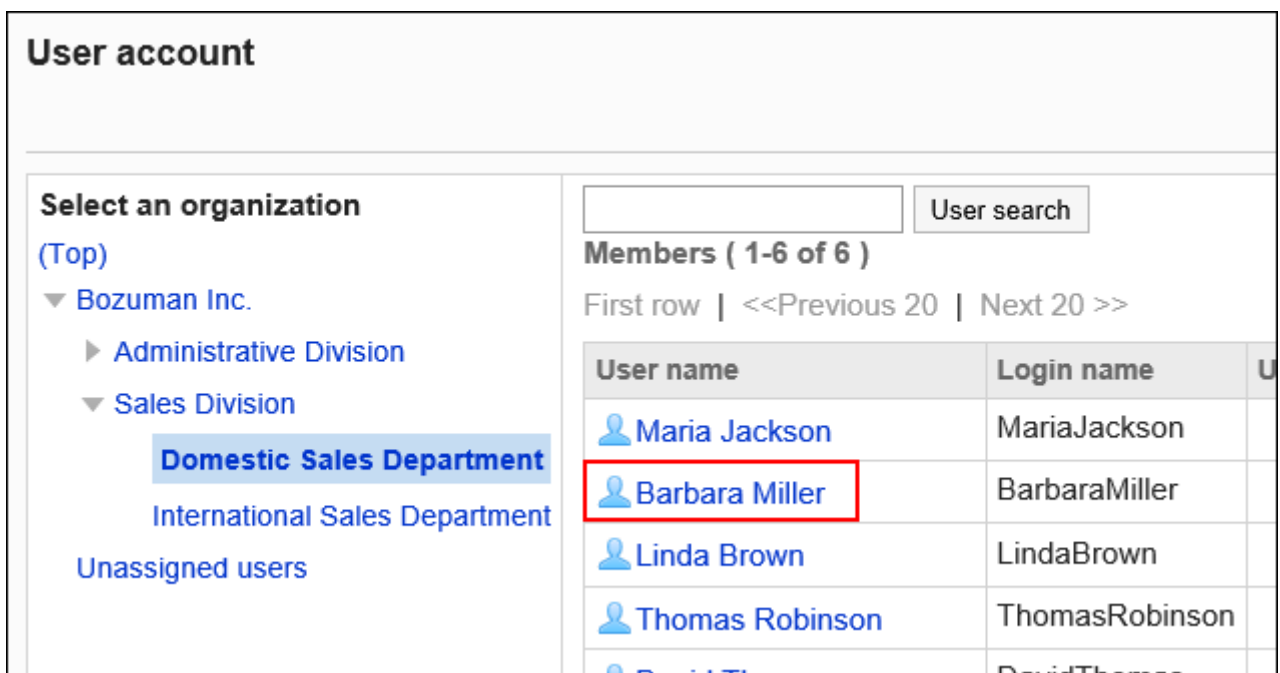 User account
Select an organization
(Top)
Bozuman Inc.
Administrative Division
Sales Division
Domestic Sales Department
International Sales Department
Unassigned users
User search
Members ( 1-6 of 6 )
First row | <<Previous 20 | Next 20 >>
User name Login name U
Maria Jackson MariaJackson
Barbara Miller BarbaraMiller
Linda Brown LindaBrown
Thomas Robinson ThomasRobinson